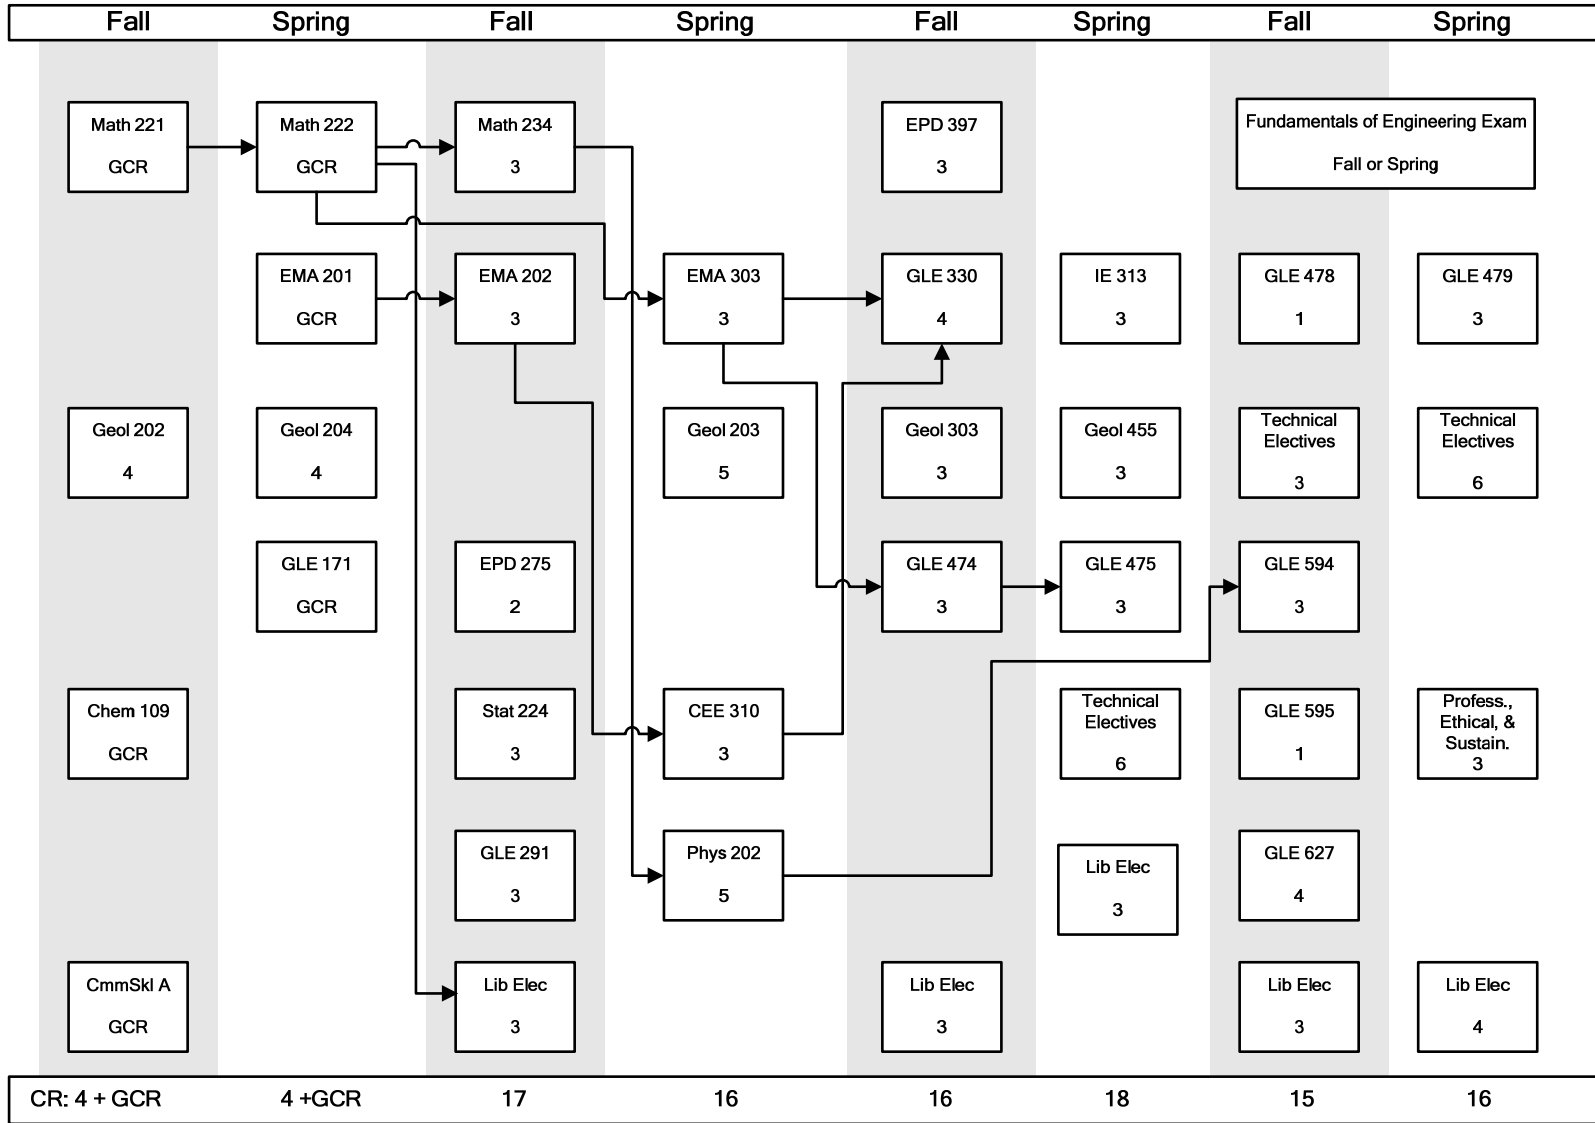 Fall Spring Fall Spring Fall Spring Fall Spring
Math 221
GCR
Math 222
GCR
Math 234
3
EPD 397
3
Fundamentals of Engineering Exam
Fall or Spring
EMA 201
GCR
EMA 202
3
EMA 303
3
GLE 330
4
IE 313
3
GLE 478
1
GLE 479
3
Geol 202
4
Geol 204
4
Geol 203
5
Geol 303
3
Geol 455
3
Technical
Electives
3
Technical
Electives
6
GLE 171
GCR
EPD 275
2
GLE 474
3
GLE 475
3
GLE 594
3
Chem 109
GCR
Stat 224
3
CEE 310
3
Technical
Electives
6
GLE 595
1
Profess.,
Ethical, &
Sustain.
3
GLE 291
3
Phys 202
5
Lib Elec
3
GLE 627
4
CmmSkl A
GCR
Lib Elec
3
Lib Elec
3
Lib Elec
3
Lib Elec
4
CR: 4 + GCR 4 +GCR 17 16 16 18 15 16